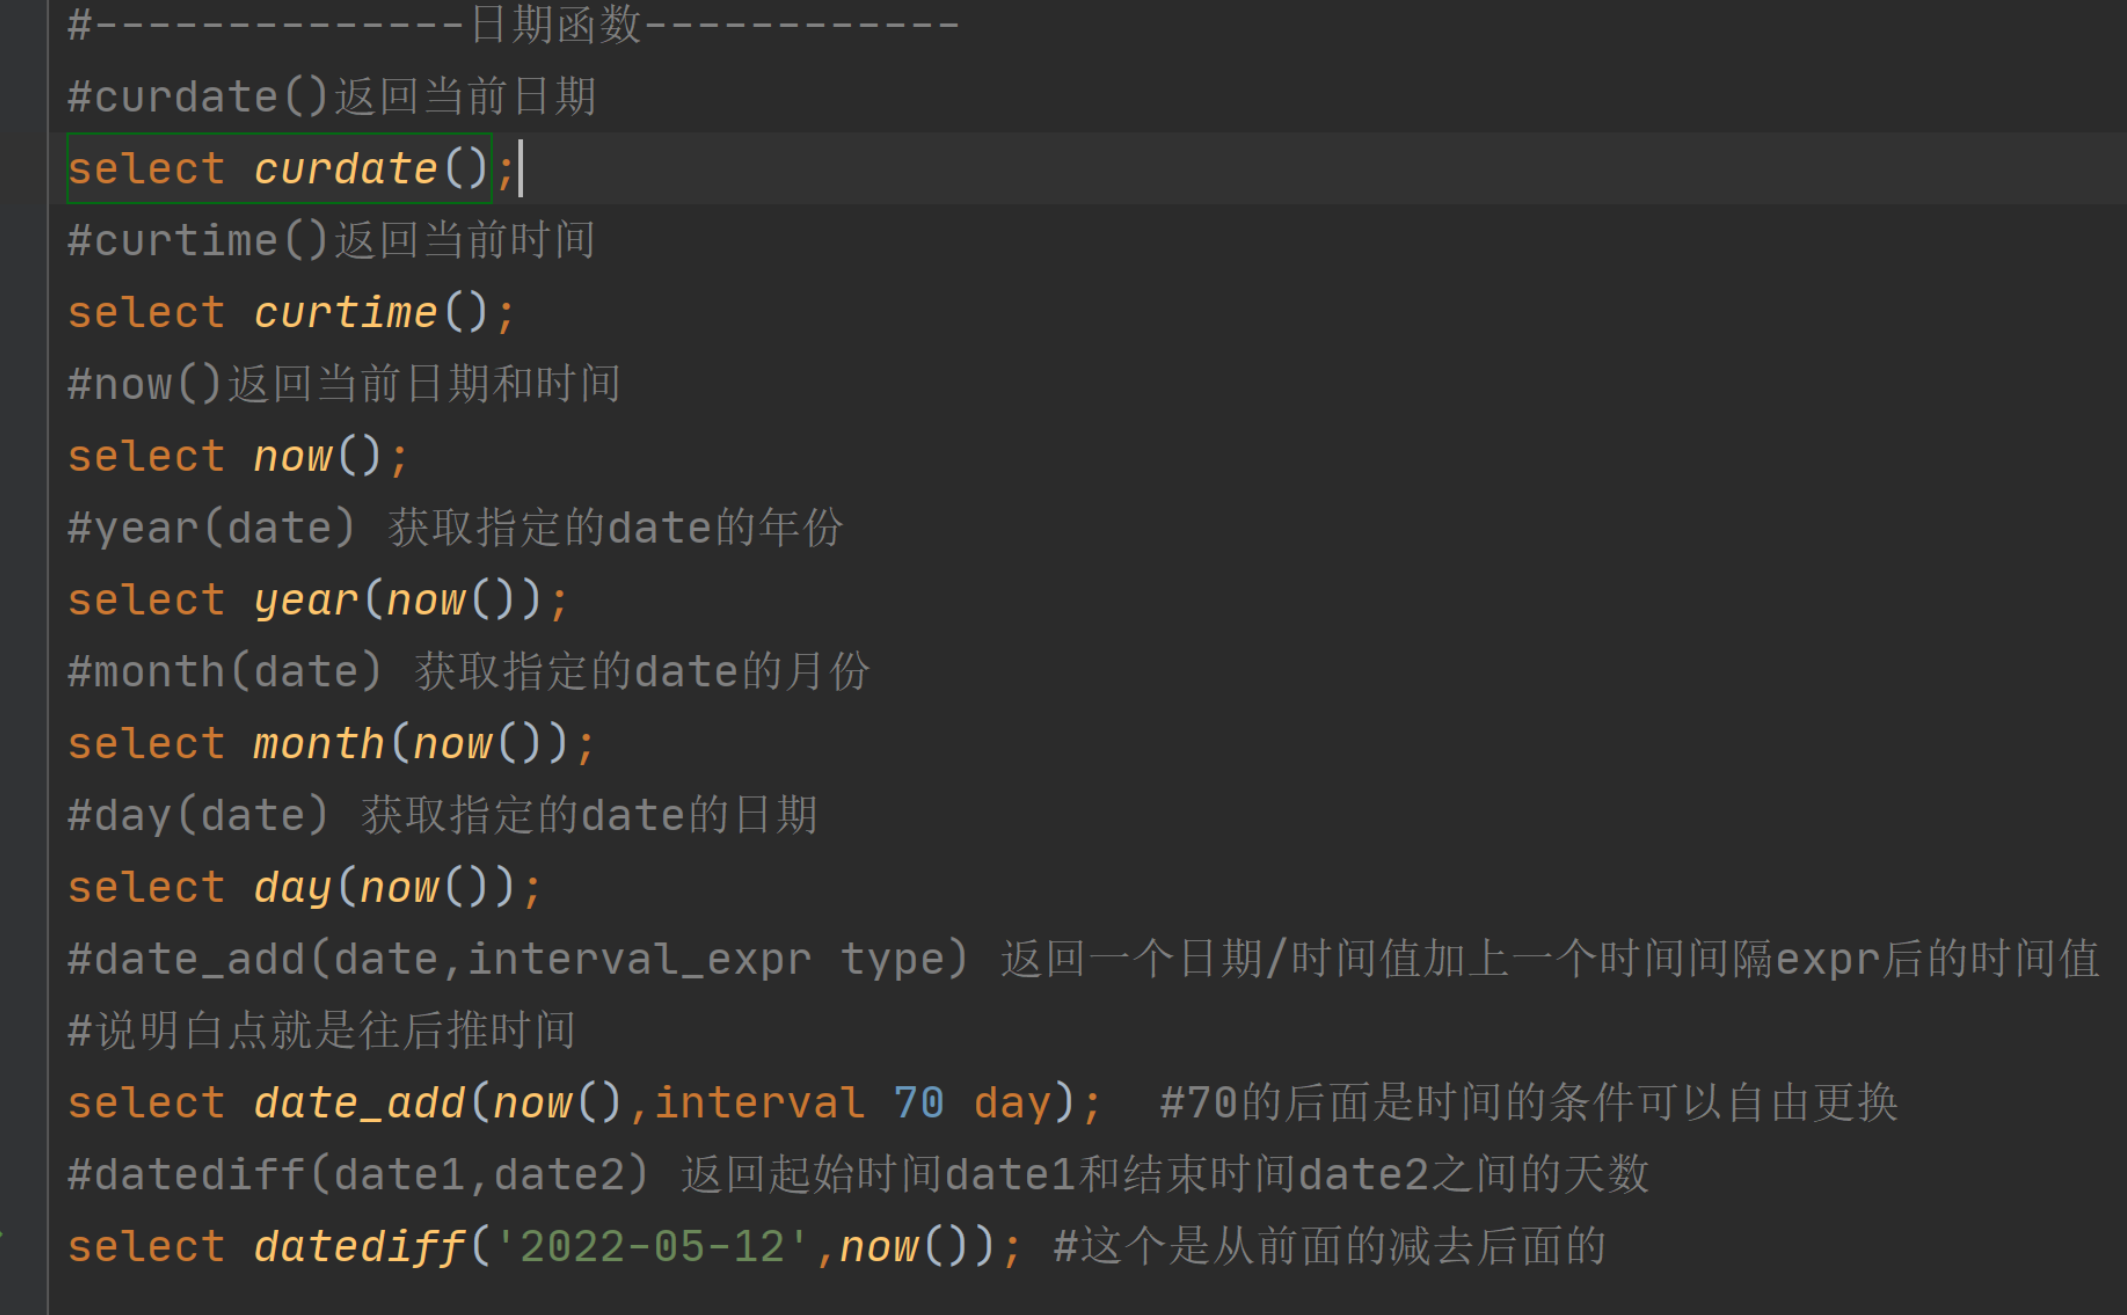 #--------------日期函数------------
#curdate()返回当前日期
select curdate();
#curtime()返回当前时间
select curtime();
#now()返回当前日期和时间
select now();
#year(date) 获取指定的date的年份
select year(now());
#month(date) 获取指定的date的月份
select month(now());
#day(date) 获取指定的date的日期
select day(now());
#date_add(date,interval_expr type) 返回一个日期/时间值加上一个时间间隔expr后的时间值
#说明白点就是往后推时间
select date_add(now(),interval 70 day);  #70的后面是时间的条件可以自由更换
#datediff(date1,date2) 返回起始时间date1和结束时间date2之间的天数
select datediff('2022-05-12',now()); #这个是从前面的减去后面的